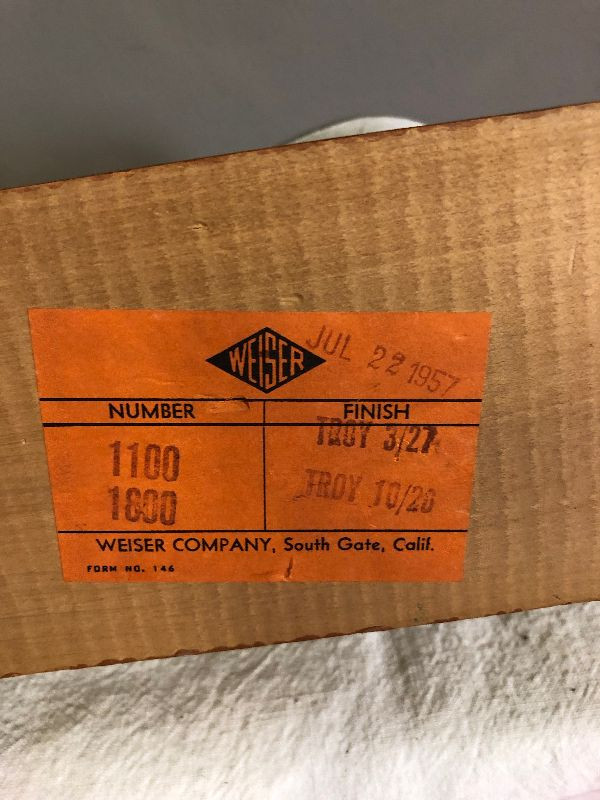 WEISER
JUL 22 1957
NUMBER FINISH
1100 TROY 3/27
1800 TROY 10/26
WEISER COMPANY, South Gate, Calif.
FORM NO. 146